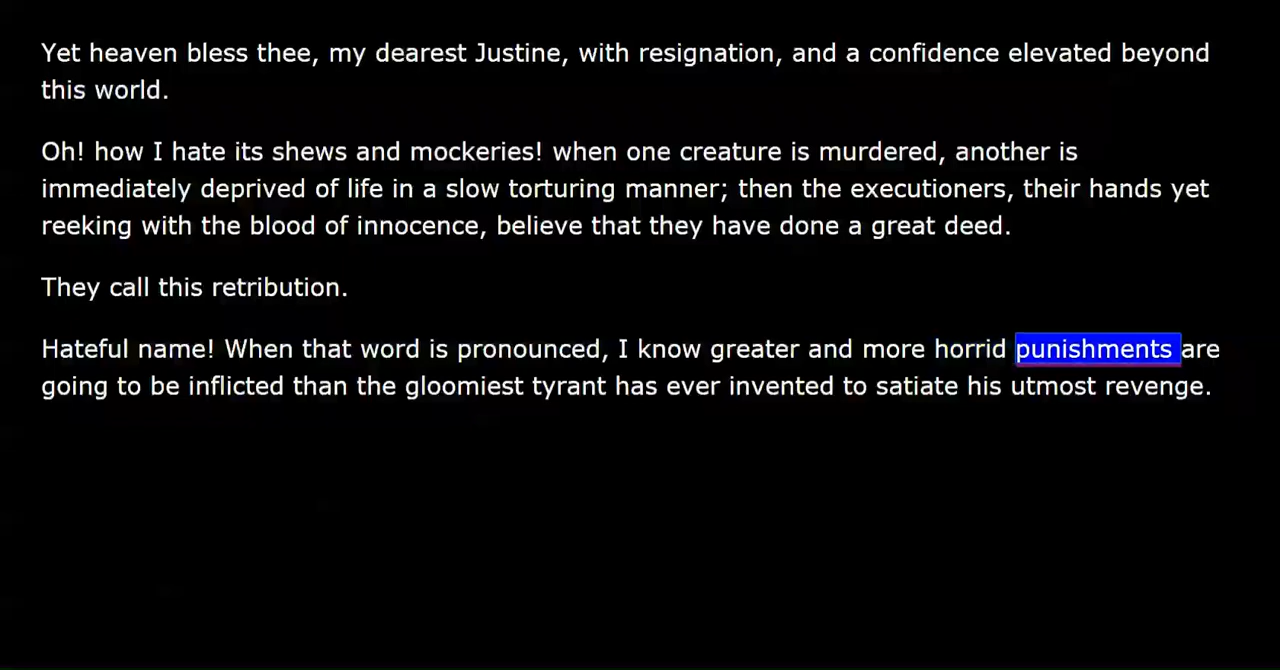 Yet heaven bless thee, my dearest Justine, with resignation, and a confidence elevated beyond
this world.
Oh! how I hate its shews and mockeries! when one creature is murdered, another is
immediately deprived of life in a slow torturing manner; then the executioners, their hands yet
reeking with the blood of innocence, believe that they have done a great deed.
They call this retribution.
Hateful name! When that word is pronounced, I know greater and more horrid punishments are
going to be inflicted than the gloomiest tyrant has ever invented to satiate his utmost revenge.